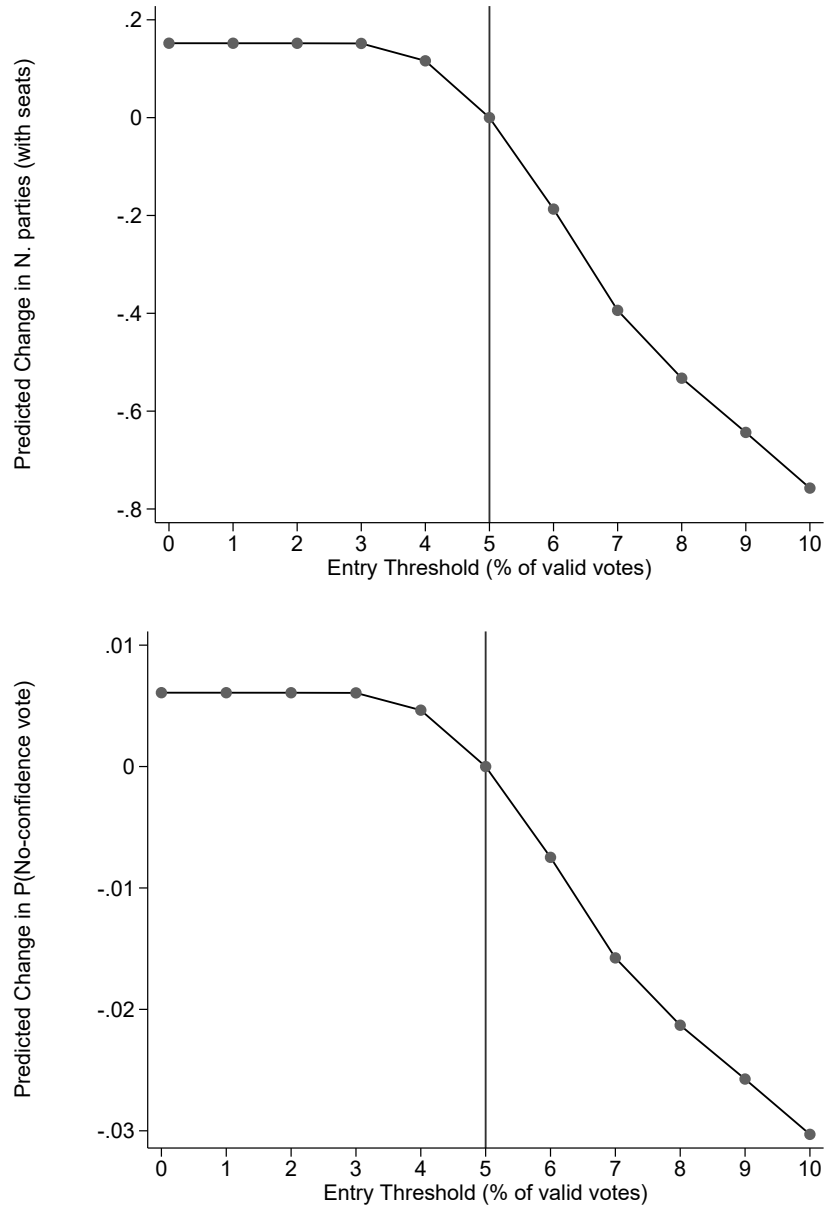 Predicted Change in N. parties (with seats)
.2
0
-.2
-.4
-.6
-.8
0 1 2 3 4 5 6 7 8 9 10
Entry Threshold (% of valid votes)
Predicted Change in P(No-confidence vote)
.01
0
-.01
-.02
-.03
0 1 2 3 4 5 6 7 8 9 10
Entry Threshold (% of valid votes)